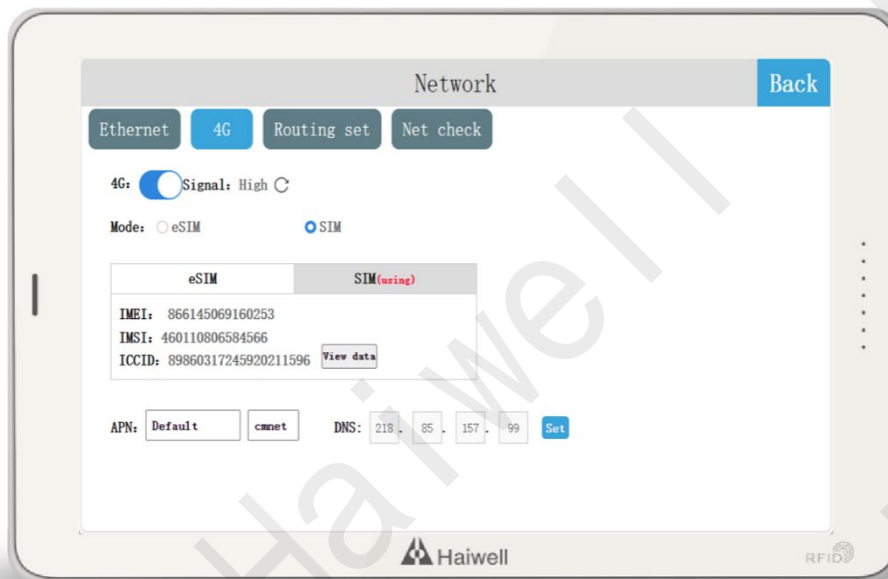 Network
Back
Ethernet
4G
Routing set
Net check
4G: Signal: High
Mode: eSIM SIM
eSIM SIM(using)
IMEI: 866145069160253
IMSI: 460110806584566
ICCID: 89860317245920211596 View data
APN: Default cmnet DNS: 218 . 85 . 157 . 99 Set
Haiwell
RFID
Haiwell